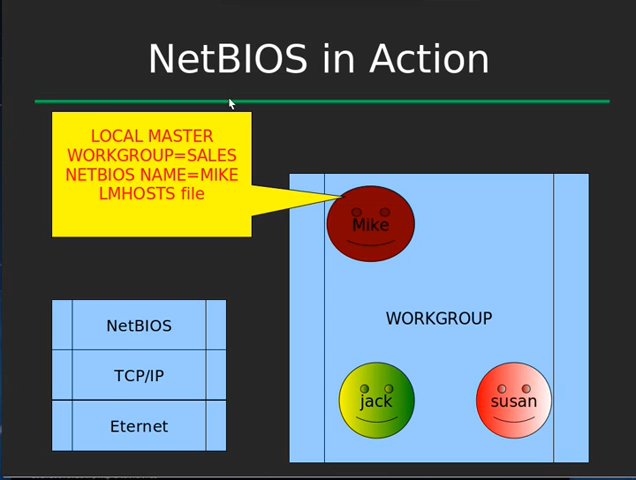 NetBIOS in Action
LOCAL MASTER
WORKGROUP=SALES
NETBIOS NAME=MIKE
LMHOSTS file
Mike
WORKGROUP
jack
susan
NetBIOS
TCP/IP
Eternet